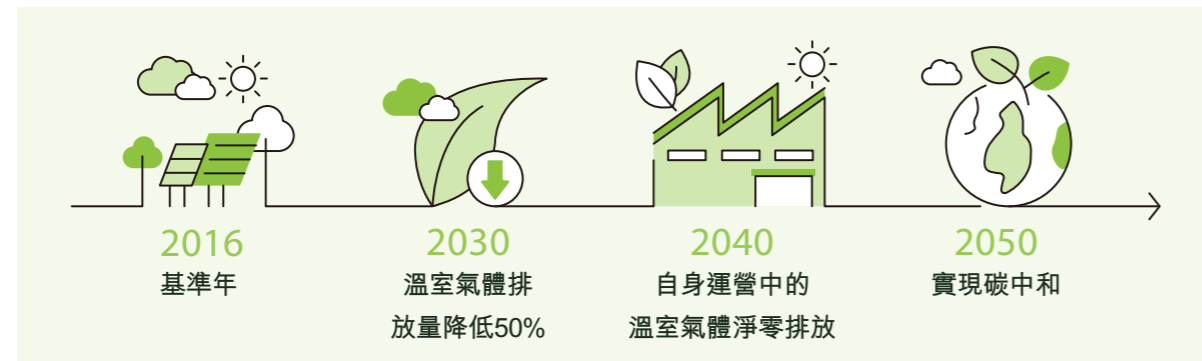 2016
基準年
2030
溫室氣體排
放量降低50%
2040
自身運營中的
溫室氣體淨零排放
2050
實現碳中和